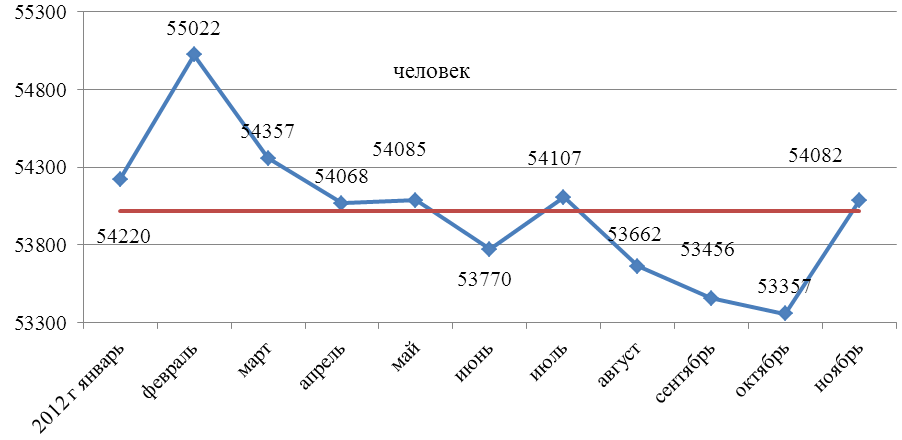 55300
55022
человек
54800
54357
54085
54107
54082
54300
54068
54220
53800
53662
53456
53770
53357
53300
2012 г январь
февраль
март
апрель
май
июнь
июль
август
сентябрь
октябрь
ноябрь